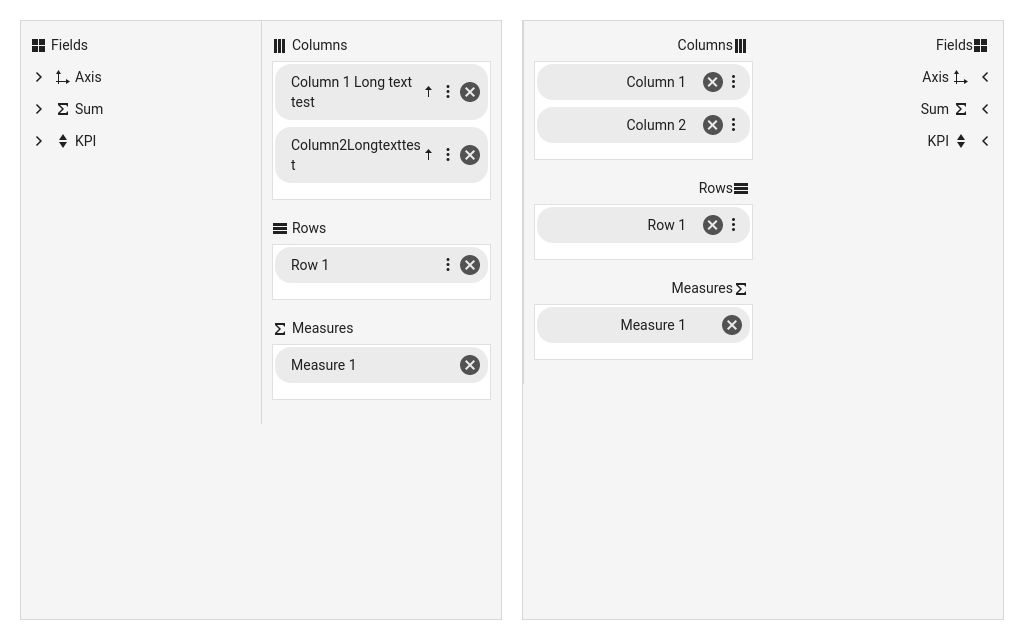 Fields
Axis
Sum
KPI
Columns
Column 1 Long text
test
Column2Longtexttes
t
Rows
Row 1
Measures
Measure 1
Columns
Column 1
Column 2
Rows
Row 1
Measures
Measure 1
Fields
Axis
Sum
KPI